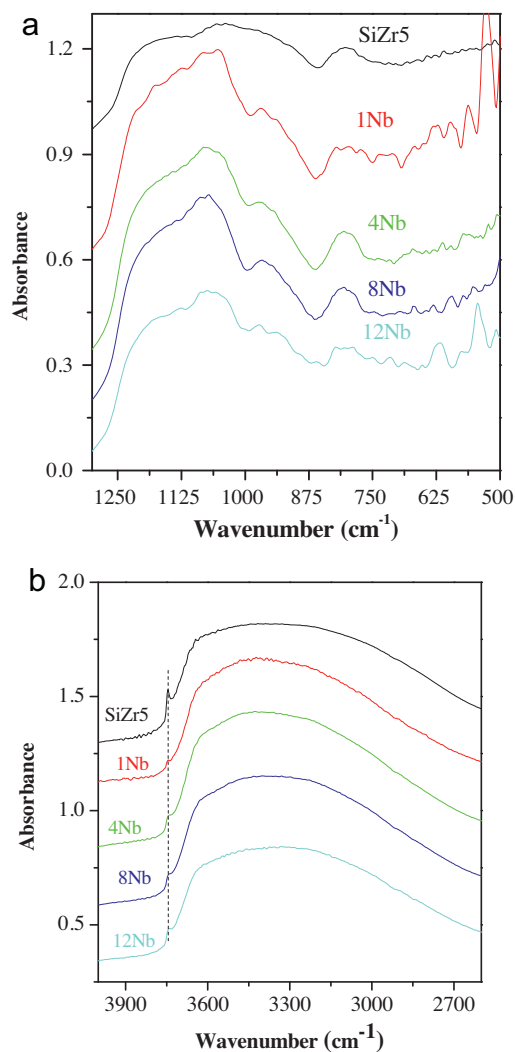 a
SiZr5
1.2
1Nb
0.9
4Nb
0.6
8Nb
12Nb
0.3
0.0
Absorbance
1250 1125 1000 875 750 625 500
Wavenumber (cm-1)
b
2.0
SiZr5
1.5
1Nb
4Nb
1.0
8Nb
12Nb
0.5
Absorbance
3900 3600 3300 3000 2700
Wavenumber (cm-1)